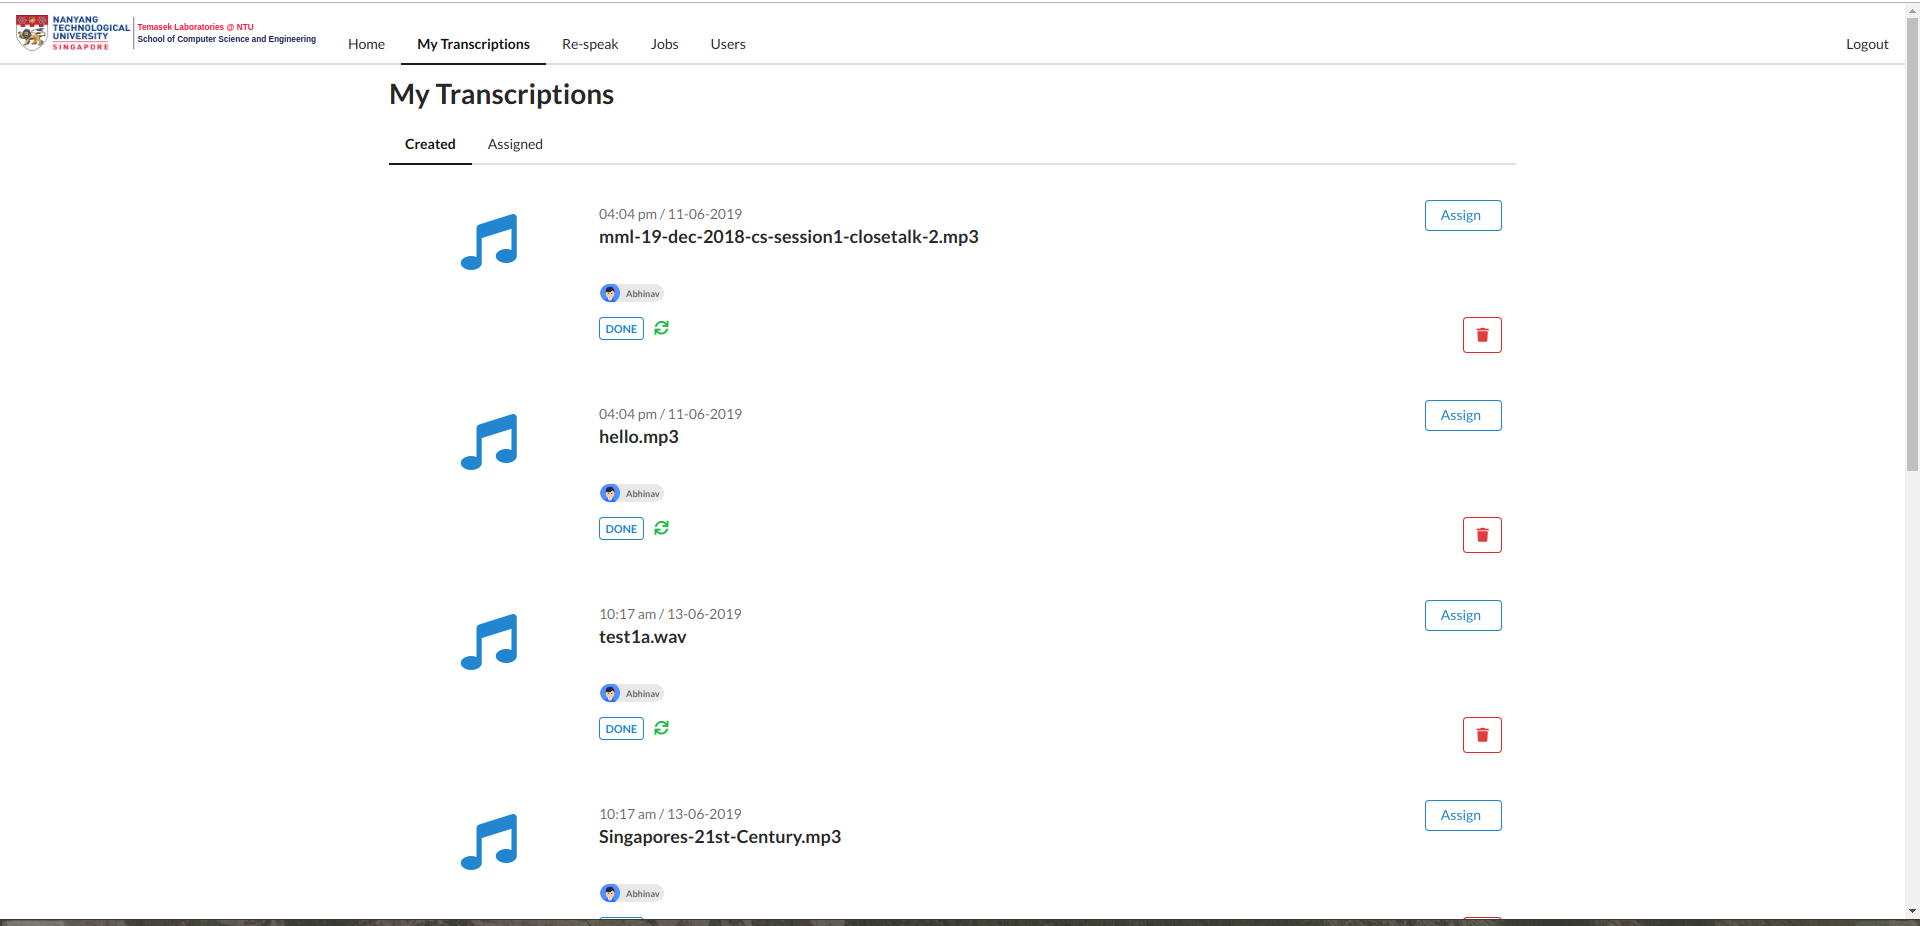 NANYANG
TECHNOLOGICAL
UNIVERSITY
SINGAPORE
Temasek Laboratories @ NTU
School of Computer Science and Engineering
Home My Transcriptions Re-speak Jobs Users Logout
My Transcriptions
Created Assigned
04:04 pm / 11-06-2019
Assign
mml-19-dec-2018-cs-session1-closetalk-2.mp3
Abhinav
DONE
04:04 pm / 11-06-2019
Assign
hello.mp3
Abhinav
DONE
10:17 am / 13-06-2019
Assign
test1a.wav
Abhinav
DONE
10:17 am / 13-06-2019
Assign
Singapores-21st-Century.mp3
Abhinav